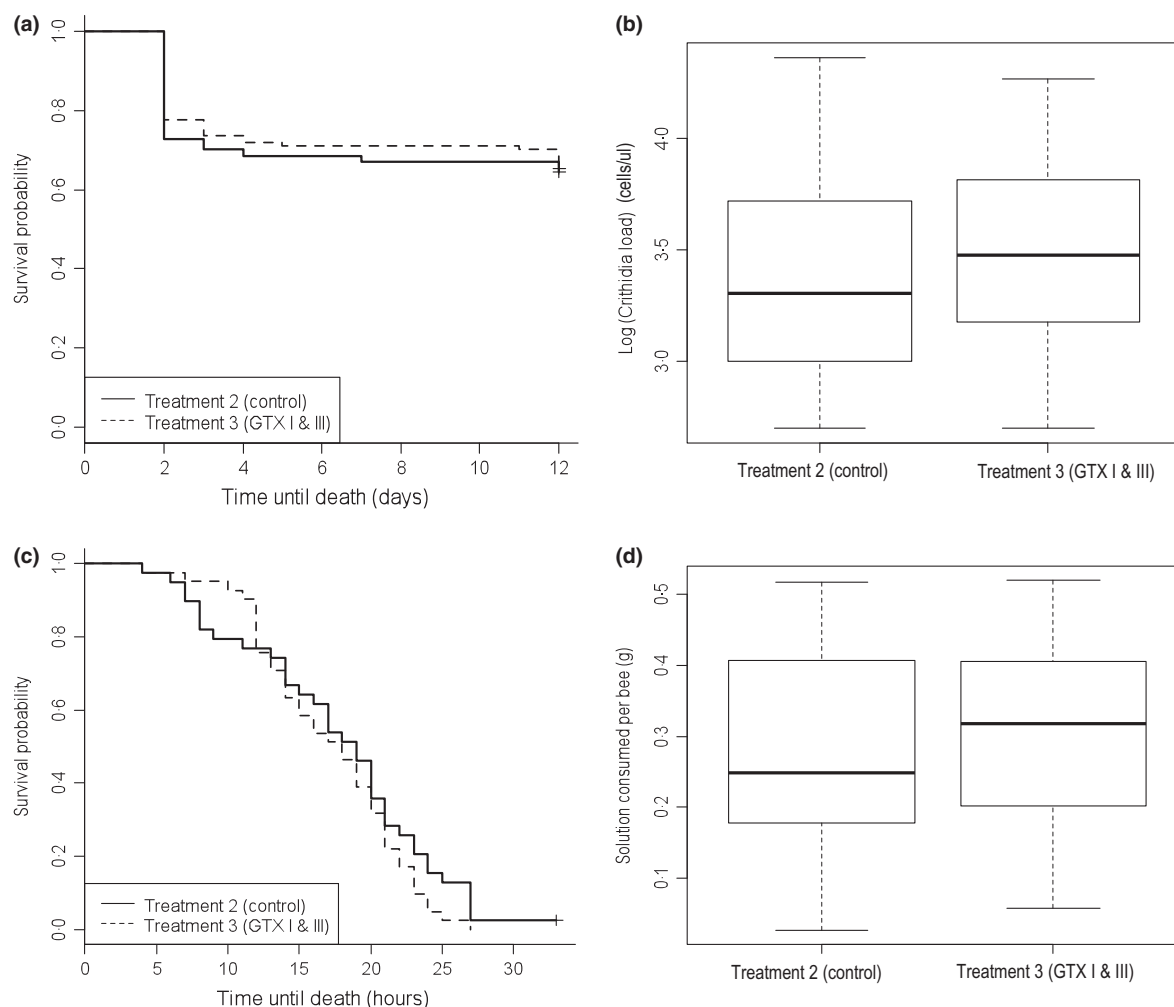 (a)
Survival probability
1·0
0·8
0·6
0·4
0·2
0·0
Treatment 2 (control)
Treatment 3 (GTX I & III)
0 2 4 6 8 10 12
Time until death (days)
(b)
Log (Crithidia load) (cells/ul)
4·0
3·5
3·0
Treatment 2 (control) Treatment 3 (GTX I & III)
(c)
Survival probability
1·0
0·8
0·6
0·4
0·2
0·0
Treatment 2 (control)
Treatment 3 (GTX I & III)
0 5 10 15 20 25 30
Time until death (hours)
(d)
Solution consumed per bee (g)
0·5
0·4
0·3
0·2
0·1
Treatment 2 (control) Treatment 3 (GTX I & III)